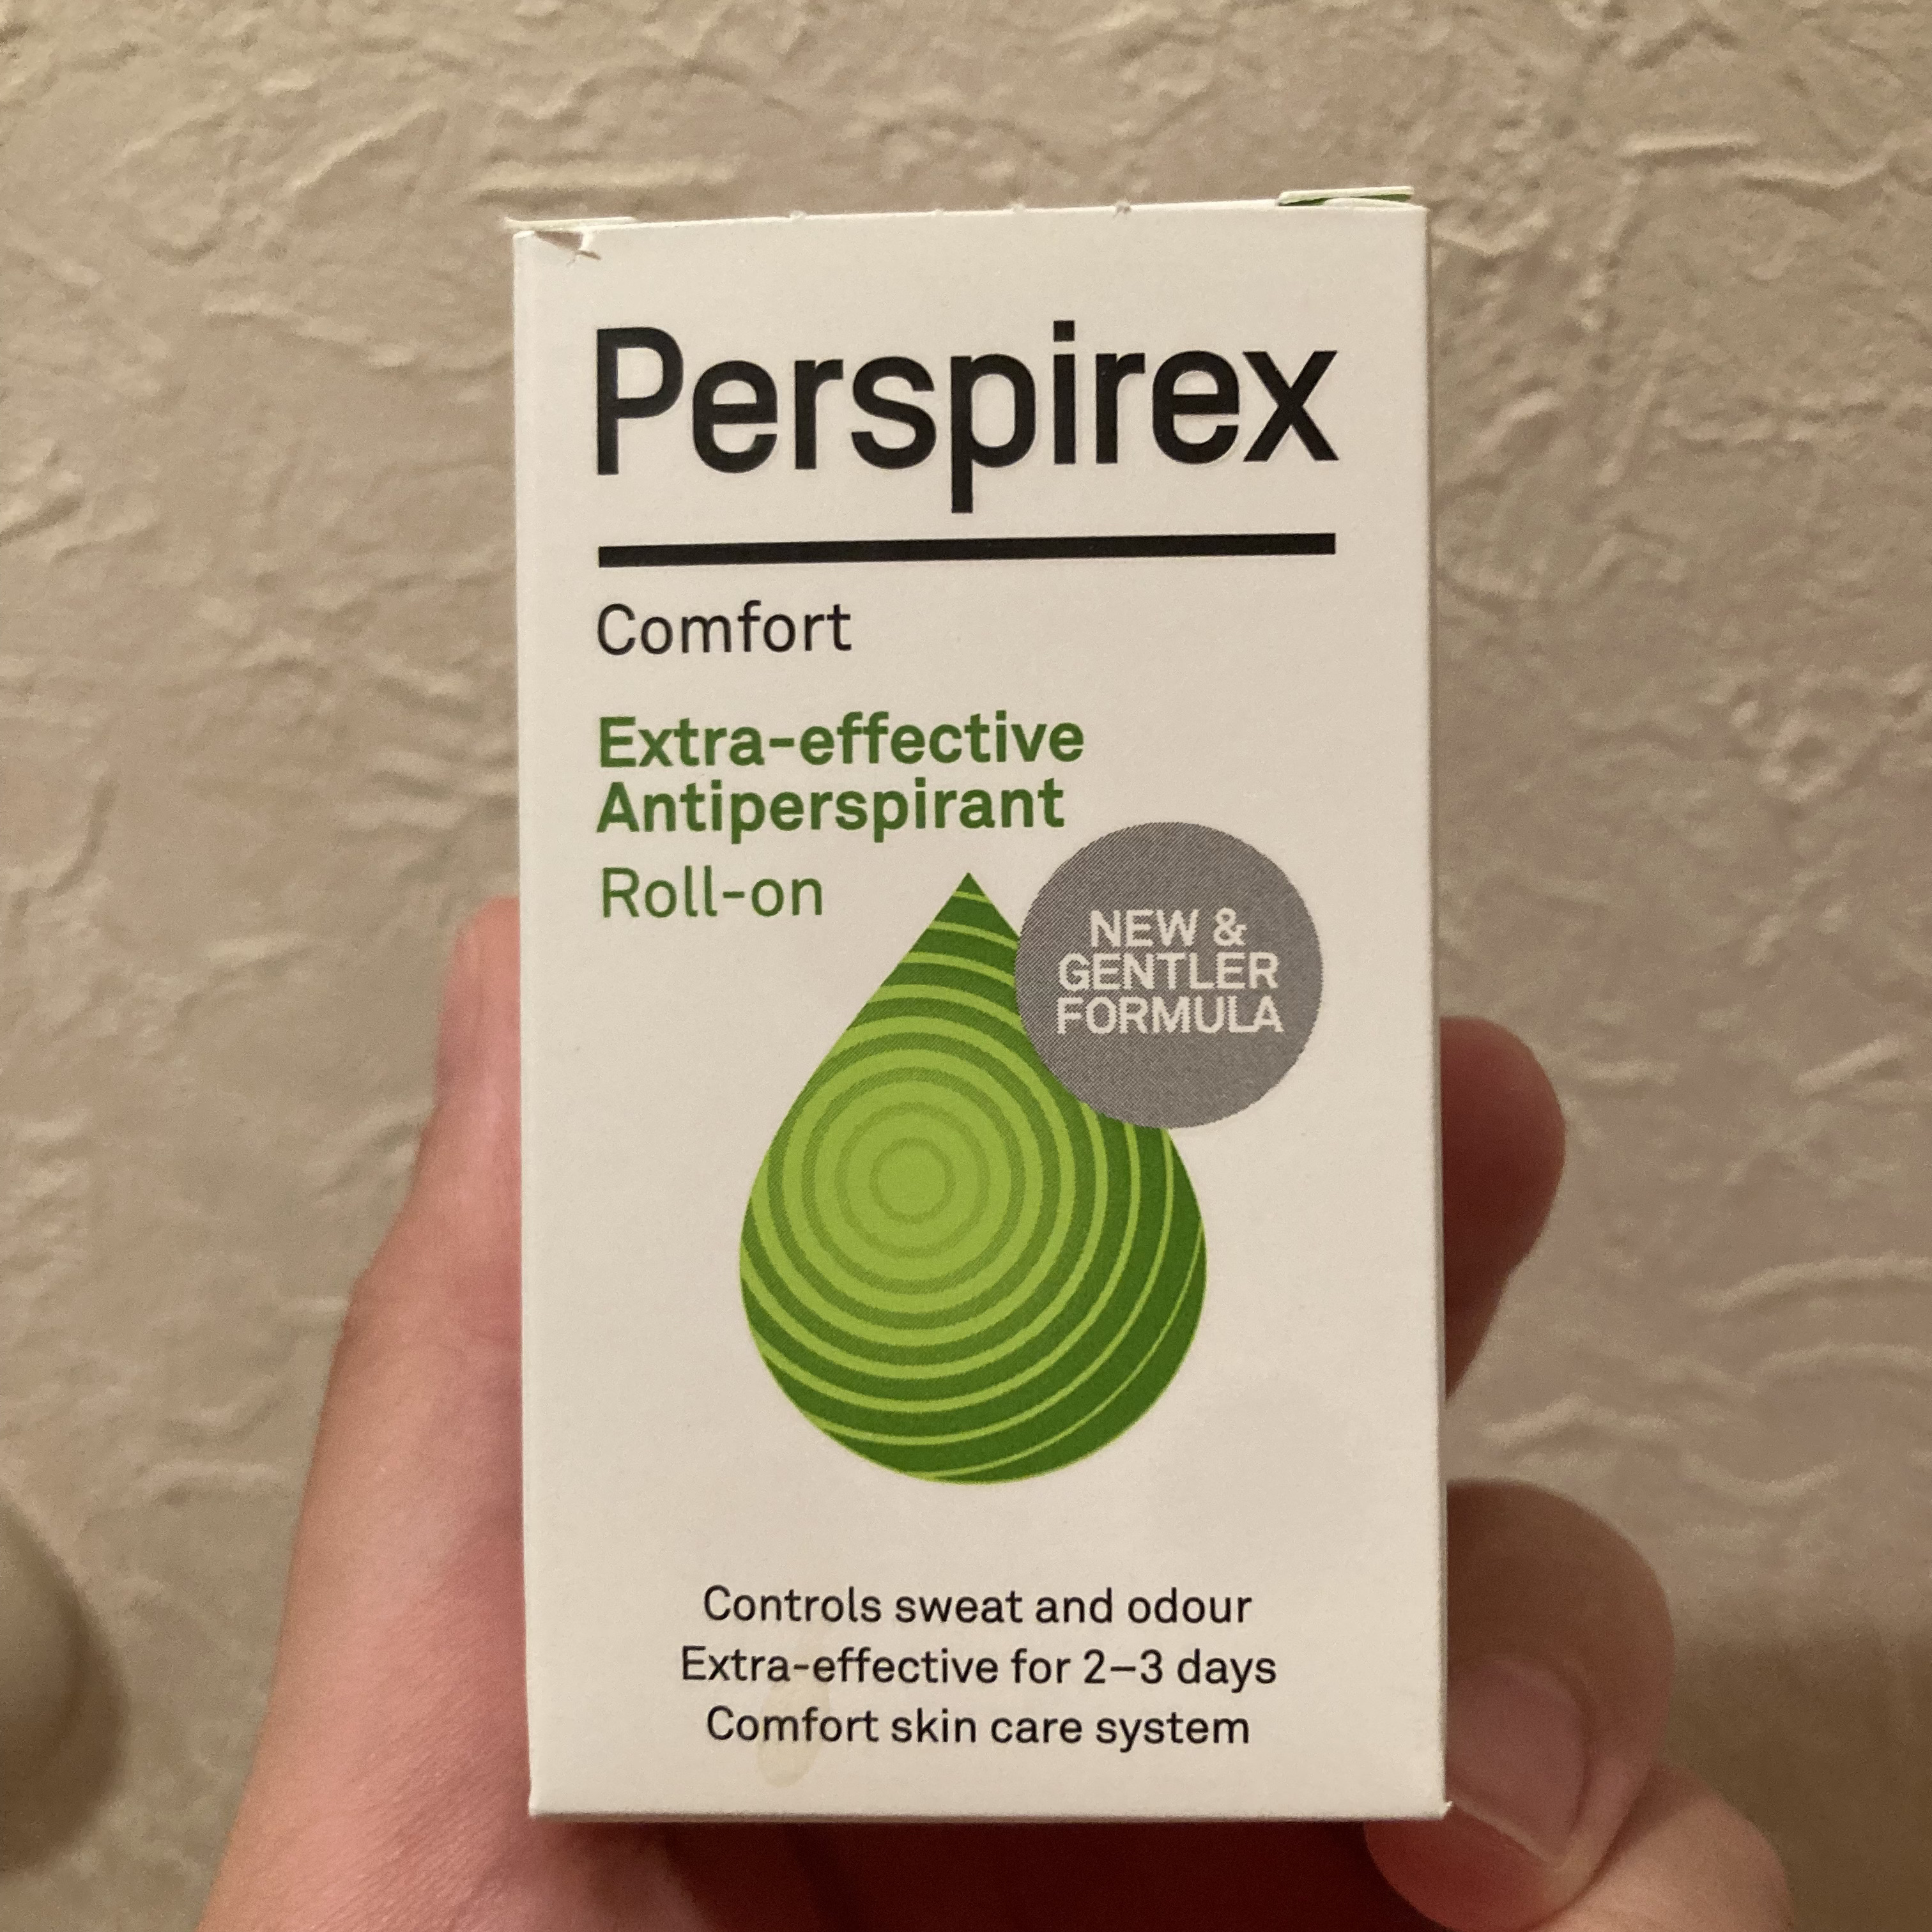 Perspirex
Comfort
Extra-effective
Antiperspirant
Roll-on
NEW &
GENTLER
FORMULA
Controls sweat and odour
Extra-effective for 2–3 days
Comfort skin care system